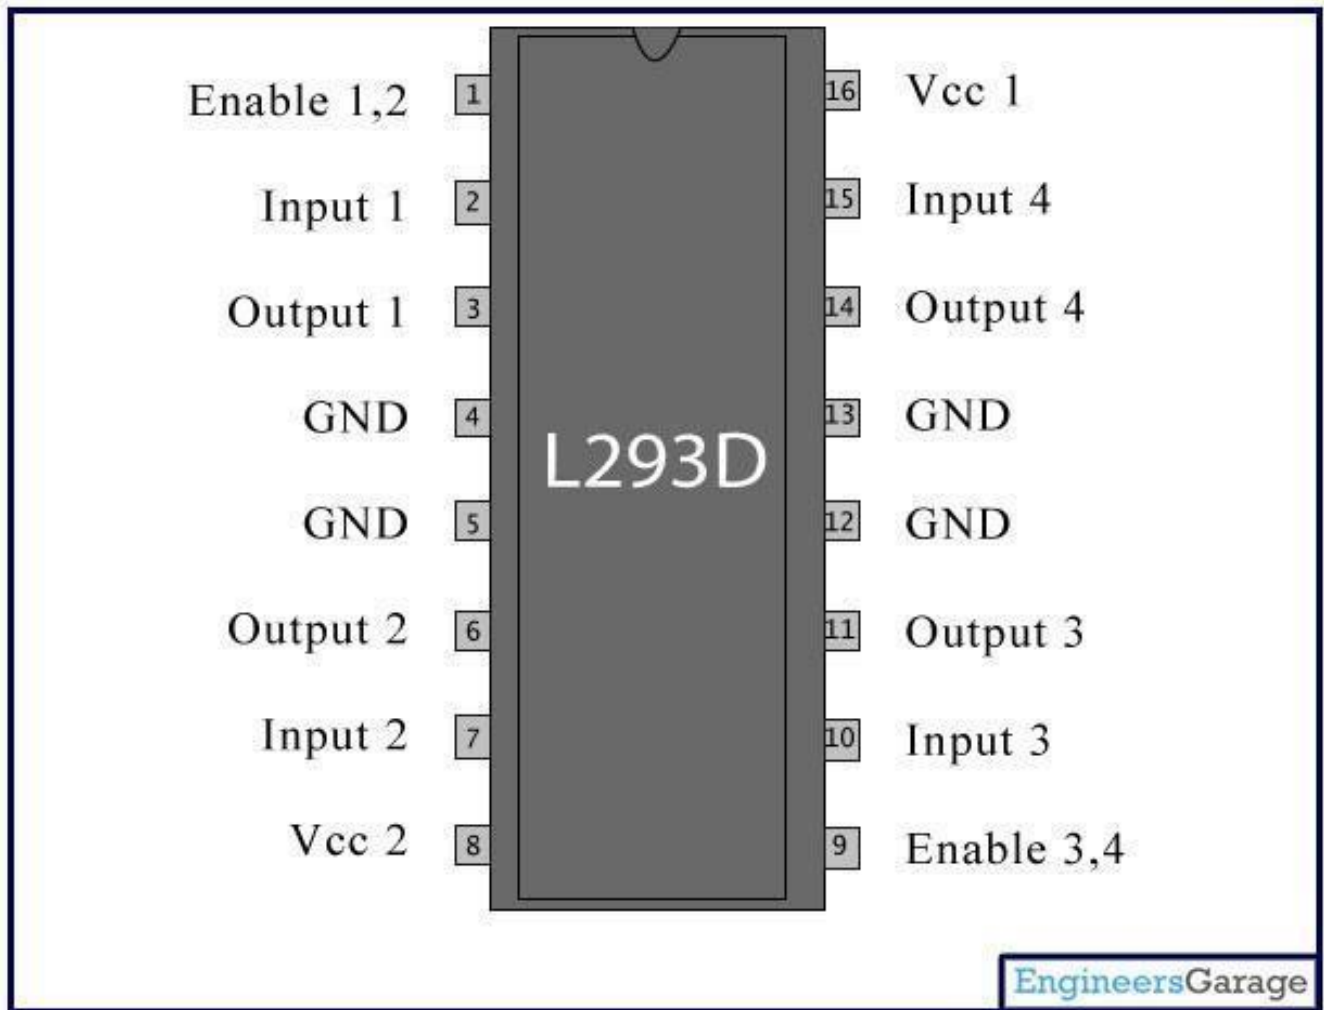 Enable 1,2 1 16 Vcc 1
Input 1 2 15 Input 4
Output 1 3 14 Output 4
GND 4 13 GND
L293D
GND 5 12 GND
Output 2 6 11 Output 3
Input 2 7 10 Input 3
Vcc 2 8 9 Enable 3,4
EngineersGarage